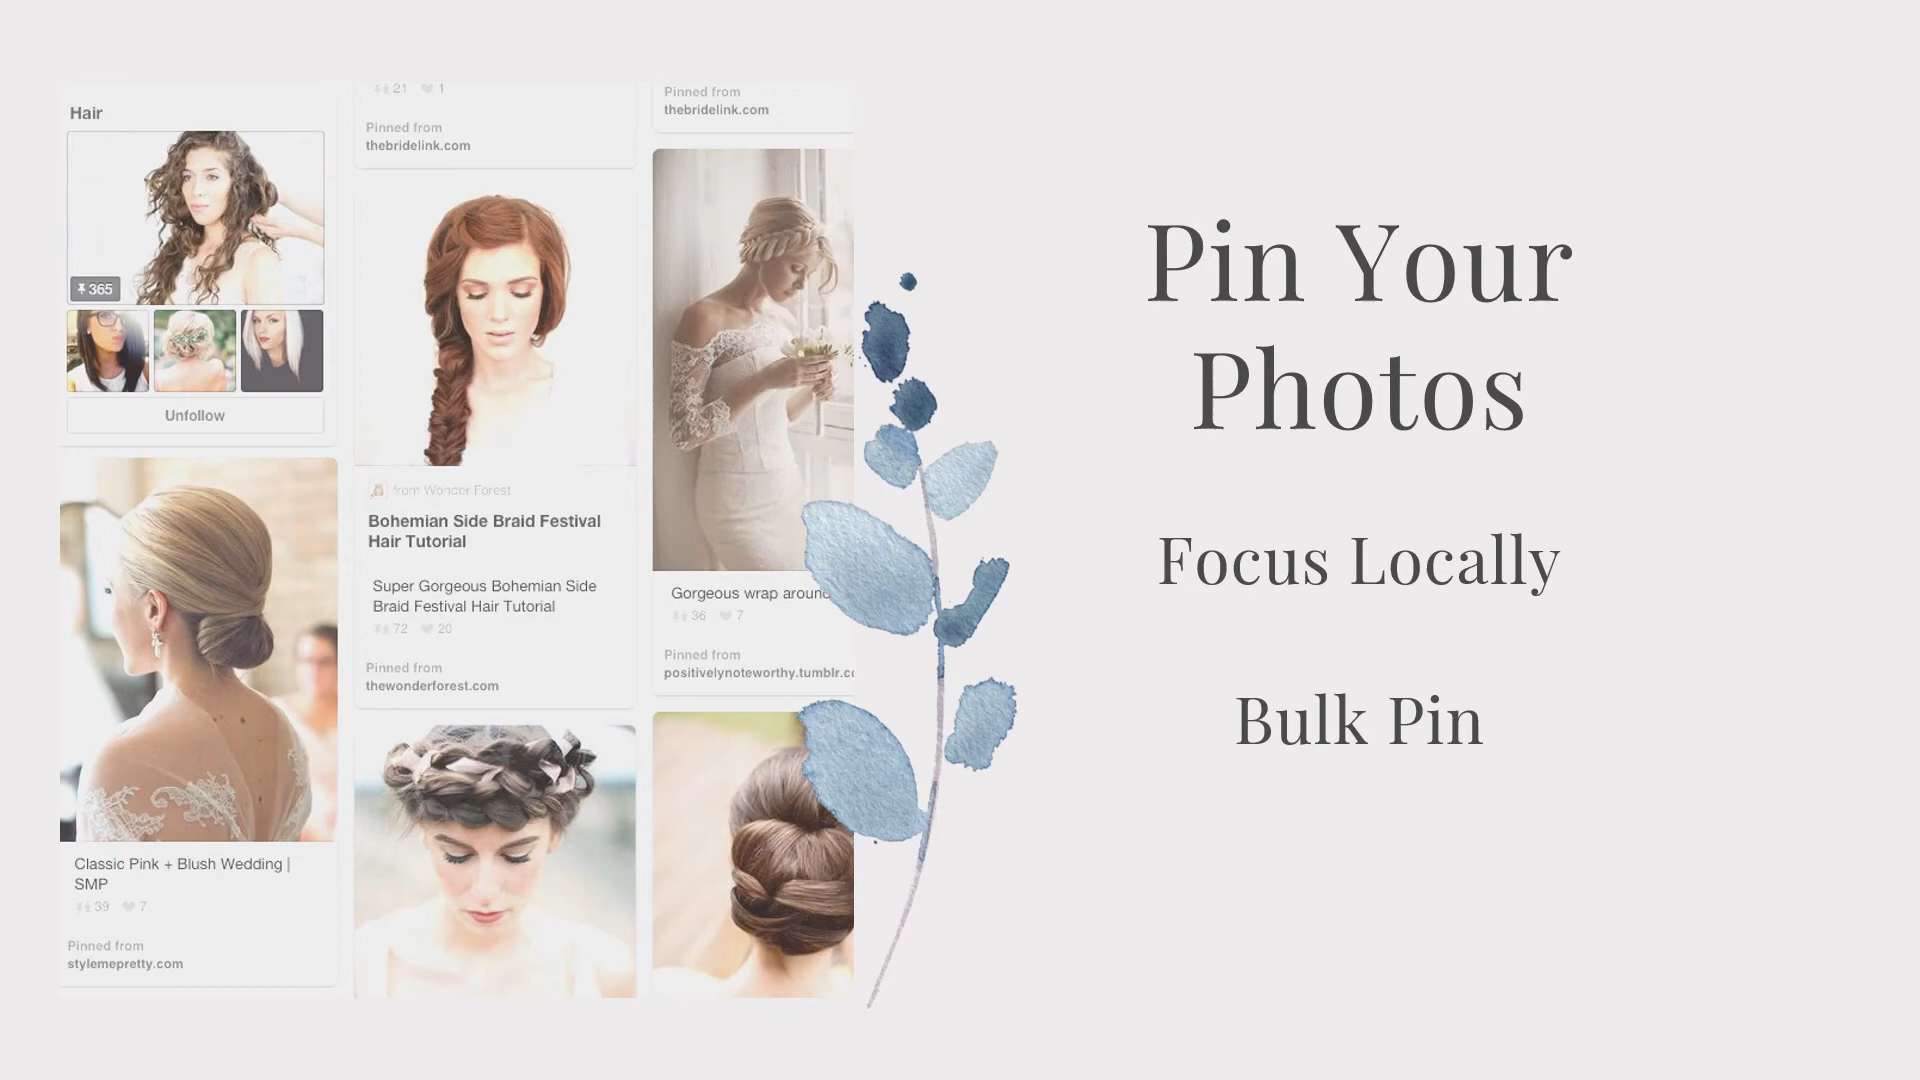 Hair
365
Unfollow
Classic Pink + Blush Wedding |
SMP
39 7
Pinned from
stylemepretty.com
21 1
Pinned from
thebridelink.com
from Wonder Forest
Bohemian Side Braid Festival
Hair Tutorial
Super Gorgeous Bohemian Side
Braid Festival Hair Tutorial
72 20
Pinned from
thewonderforest.com
Pinned from
thebridelink.com
Gorgeous wrap around
36 7
Pinned from
positivelynoteworthy.tumblr.co
Pin Your
Photos
Focus Locally
Bulk Pin